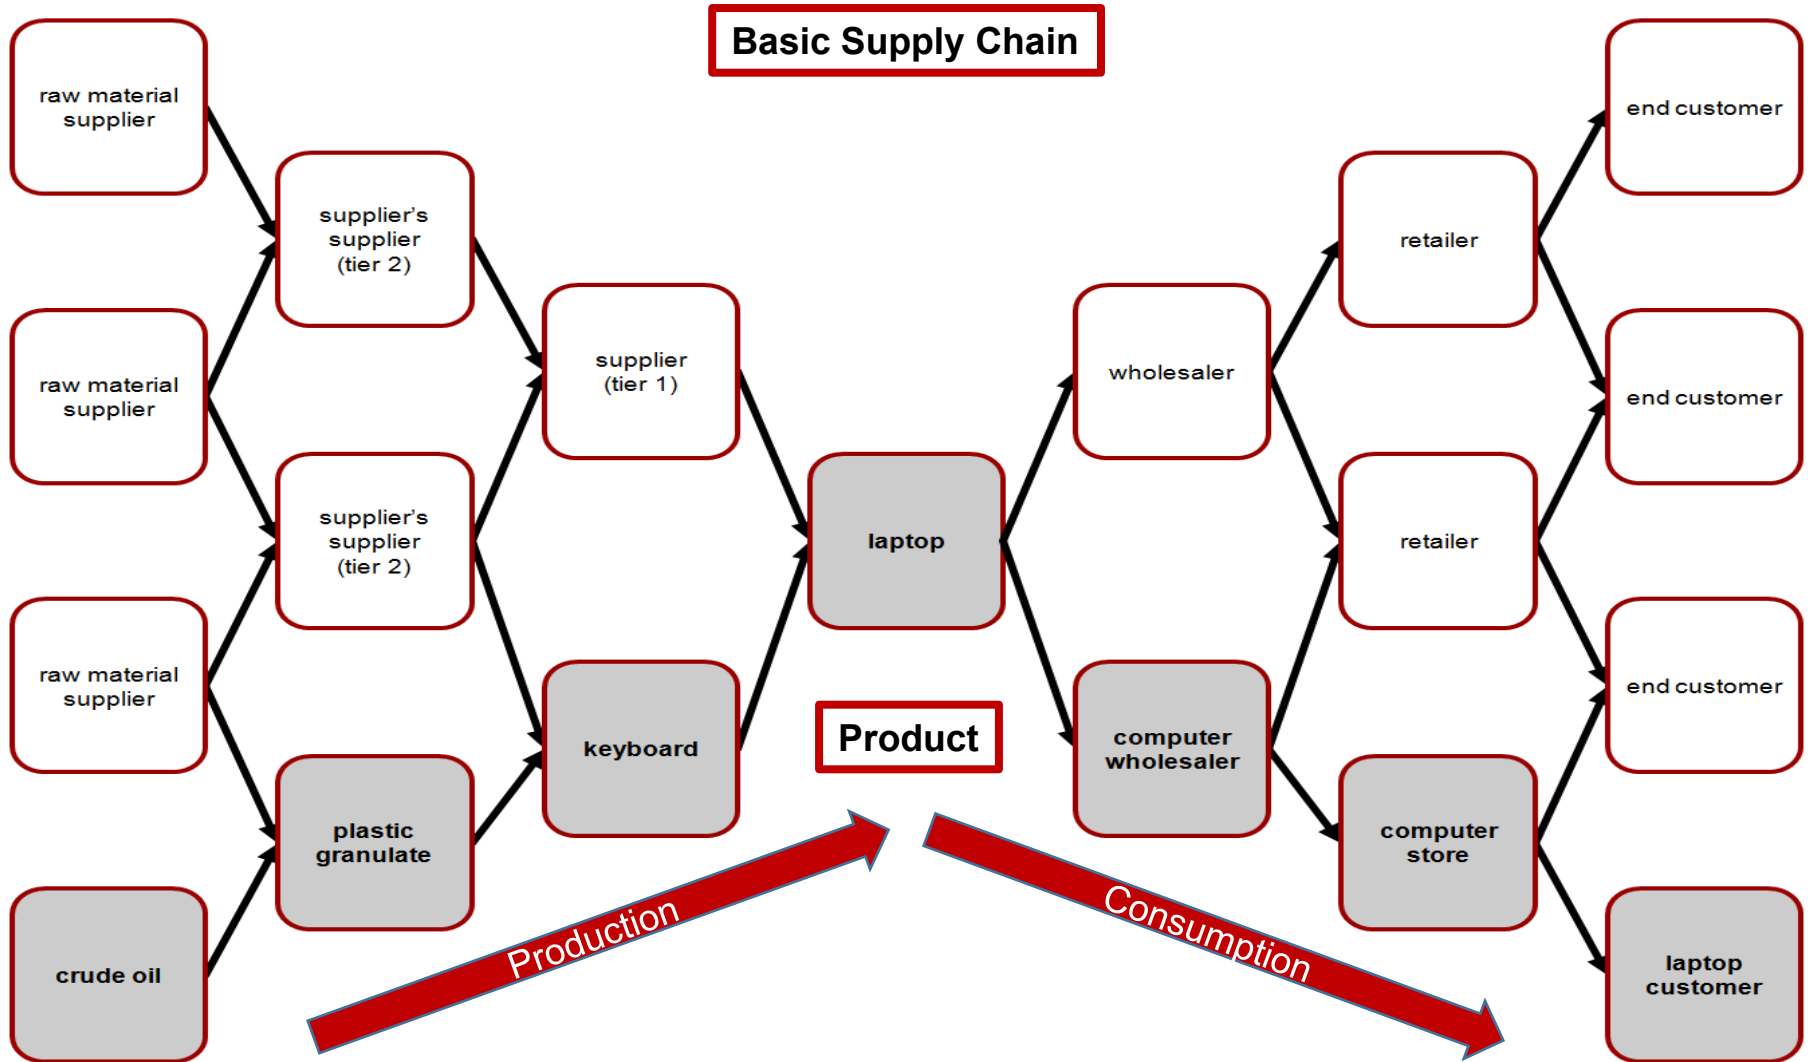 Basic Supply Chain
raw material
supplier
raw material
supplier
raw material
supplier
crude oil
supplier’s
supplier
(tier 2)
supplier’s
supplier
(tier 2)
plastic
granulate
supplier
(tier 1)
keyboard
laptop
Product
wholesaler
computer
wholesaler
retailer
retailer
computer
store
end customer
end customer
end customer
laptop
customer
Production
Consumption